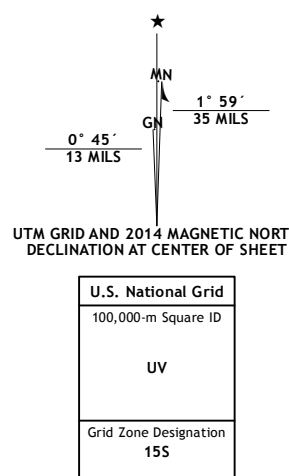 ★
MN
1° 59´
35 MILS
GN
0° 45´
13 MILS
UTM GRID AND 2014 MAGNETIC NORT
DECLINATION AT CENTER OF SHEET
U.S. National Grid
100,000-m Square ID
UV
Grid Zone Designation
15S